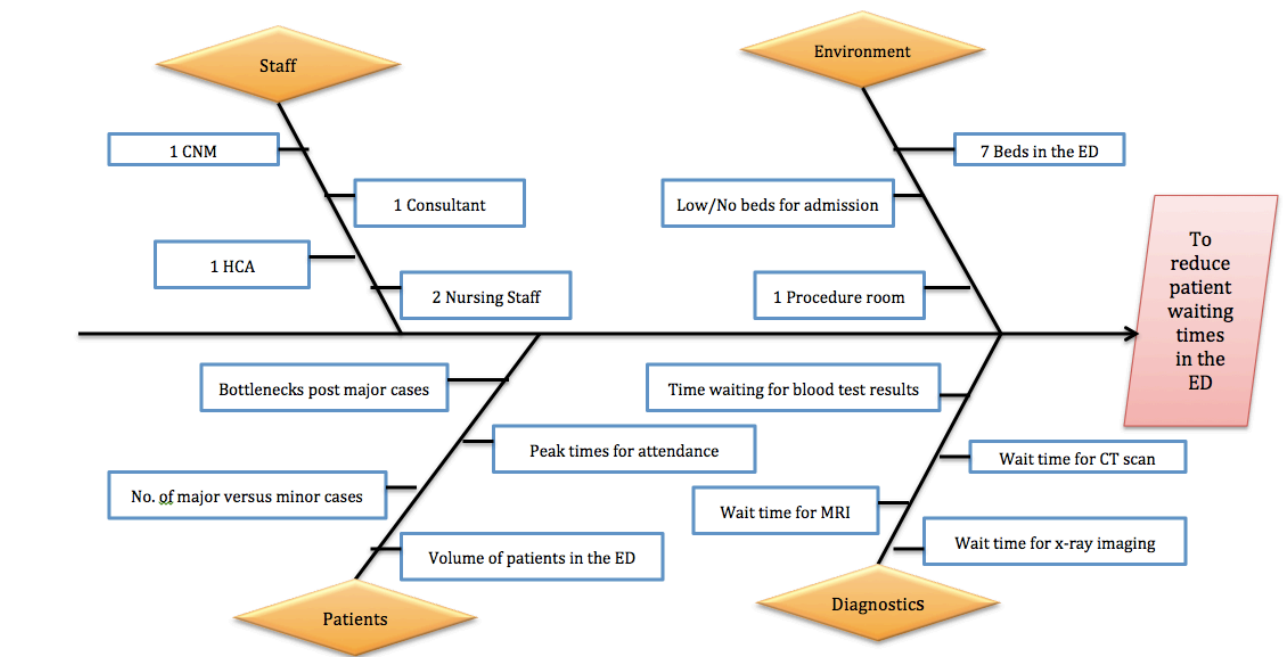 Staff
1 CNM
1 Consultant
1 HCA
2 Nursing Staff
Environment
7 Beds in the ED
Low/No beds for admission
1 Procedure room
To
reduce
patient
waiting
times
in the
ED
Bottlenecks post major cases
Peak times for attendance
No. of major versus minor cases
Volume of patients in the ED
Patients
Time waiting for blood test results
Wait time for CT scan
Wait time for MRI
Wait time for x-ray imaging
Diagnostics